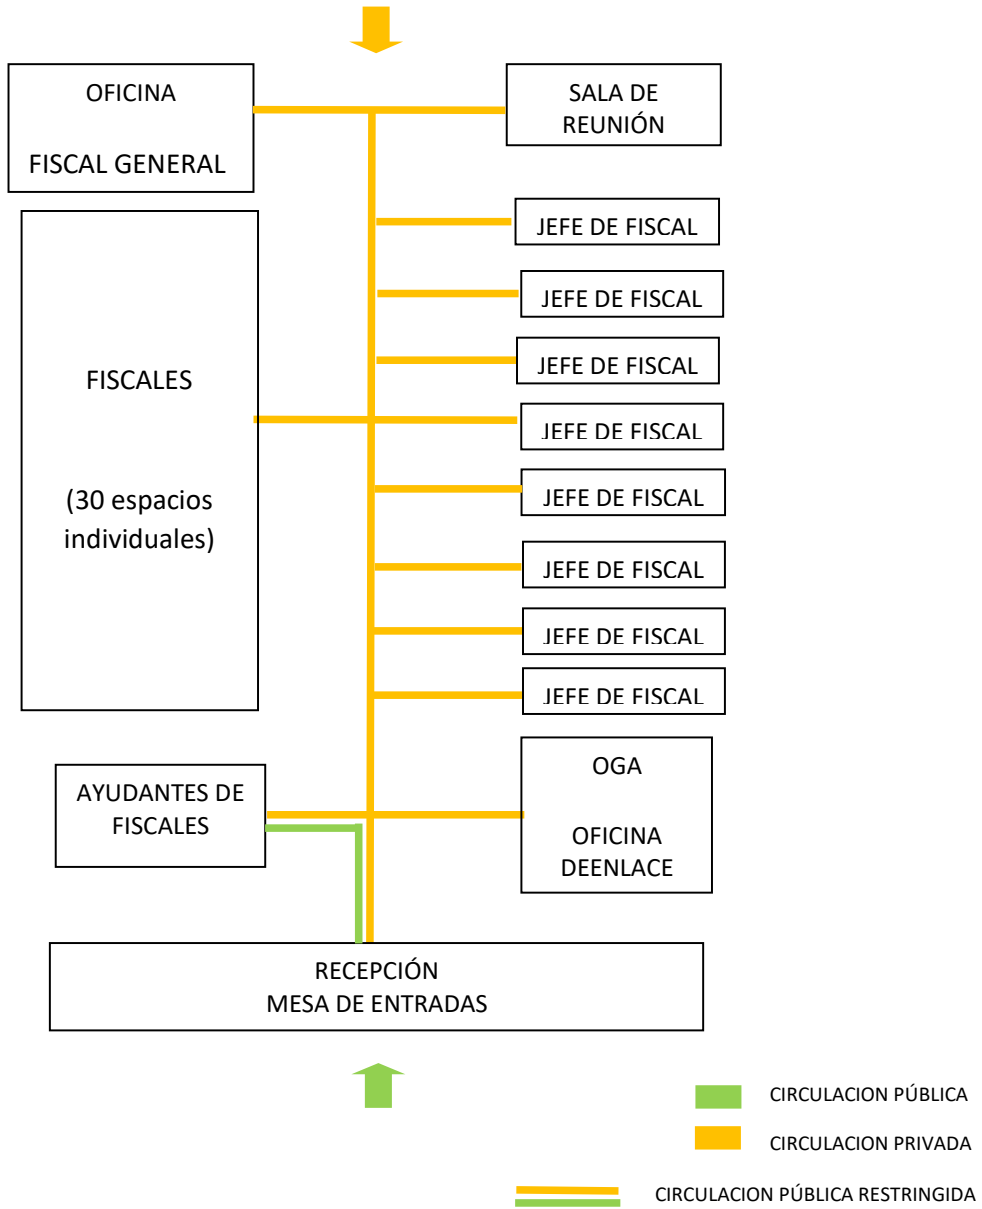 OFICINA
FISCAL GENERAL
SALA DE
REUNIÓN
JEFE DE FISCAL
JEFE DE FISCAL
JEFE DE FISCAL
JEFE DE FISCAL
JEFE DE FISCAL
JEFE DE FISCAL
JEFE DE FISCAL
JEFE DE FISCAL
FISCALES
(30 espacios
individuales)
AYUDANTES DE
FISCALES
OGA
OFICINA
DEENLACE
RECEPCIÓN
MESA DE ENTRADAS
CIRCULACION PÚBLICA
CIRCULACION PRIVADA
CIRCULACION PÚBLICA RESTRINGIDA